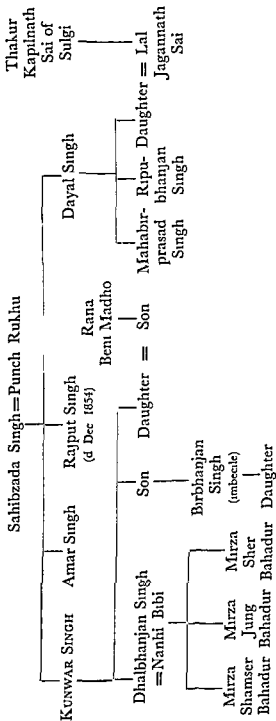 Sahibzada Singh=Punch Rukhu
Thakur
Kapilnath
Sai of
Sulgi
KUNWAR SINGH
Amar Singh
Rajput Singh
(d Dec 1854)
Dayal Singh
Rana
Beni Madho
Dhalbhanjan Singh
=Nanhi Bibi
Son
Daughter = Son
Mahabir-
prasad
Singh
Ripu-
bhanjan
Singh
Daughter = Lal
Jagannath
Sai
Birbhanjan
Singh
(imbecile)
Mirza
Shamser
Bahadur
Mirza
Jung
Bahadur
Mirza
Sher
Bahadur
Daughter